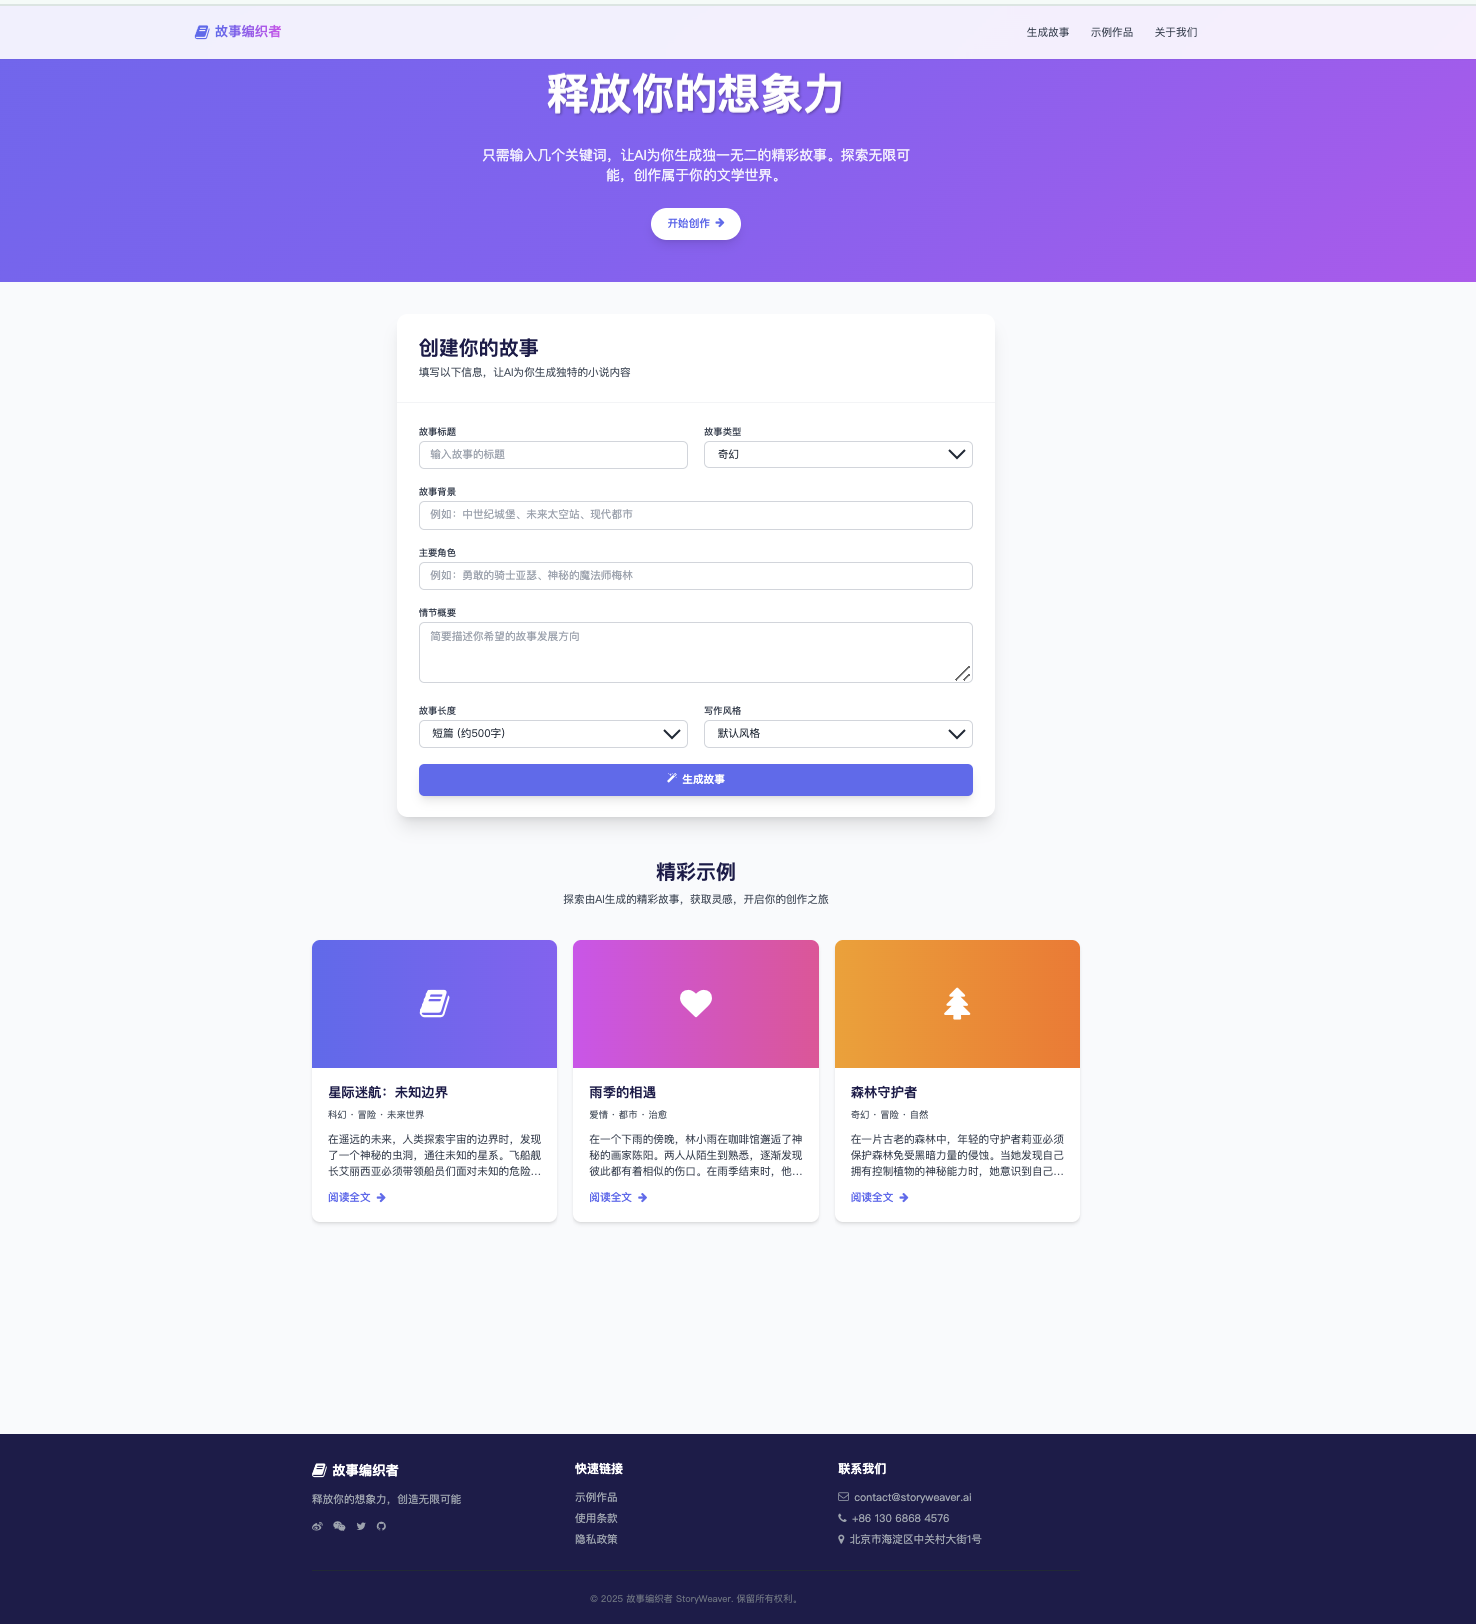 故事编织者
生成故事 示例作品 关于我们
释放你的想象力
只需输入几个关键词，让AI为你生成独一无二的精彩故事。探索无限可
能，创作属于你的文学世界。
开始创作
创建你的故事
填写以下信息，让AI为你生成独特的小说内容
故事标题
输入故事的标题
故事类型
奇幻
故事背景
例如：中世纪城堡、未来太空站、现代都市
主要角色
例如：勇敢的骑士亚瑟、神秘的魔法师梅林
情节概要
简要描述你希望的故事发展方向
故事长度
短篇 (约500字)
写作风格
默认风格
生成故事
精彩示例
探索由AI生成的精彩故事，获取灵感，开启你的创作之旅
星际迷航：未知边界
科幻 · 冒险 · 未来世界
在遥远的未来，人类探索宇宙的边界时，发现
了一个神秘的虫洞，通往未知的星系。飞船舰
长艾丽西亚必须带领船员们面对未知的危险...
阅读全文
雨季的相遇
爱情 · 都市 · 治愈
在一个下雨的傍晚，林小雨在咖啡馆邂逅了神
秘的画家陈阳。两人从陌生到熟悉，逐渐发现
彼此都有着相似的伤口。在雨季结束时，他...
阅读全文
森林守护者
奇幻 · 冒险 · 自然
在一片古老的森林中，年轻的守护者莉亚必须
保护森林免受黑暗力量的侵蚀。当她发现自己
拥有控制植物的神秘能力时，她意识到自己...
阅读全文
故事编织者
释放你的想象力，创造无限可能
快速链接
示例作品
使用条款
隐私政策
联系我们
contact@storyweaver.ai
+86 130 6868 4576
北京市海淀区中关村大街1号
© 2025 故事编织者 StoryWeaver. 保留所有权利。